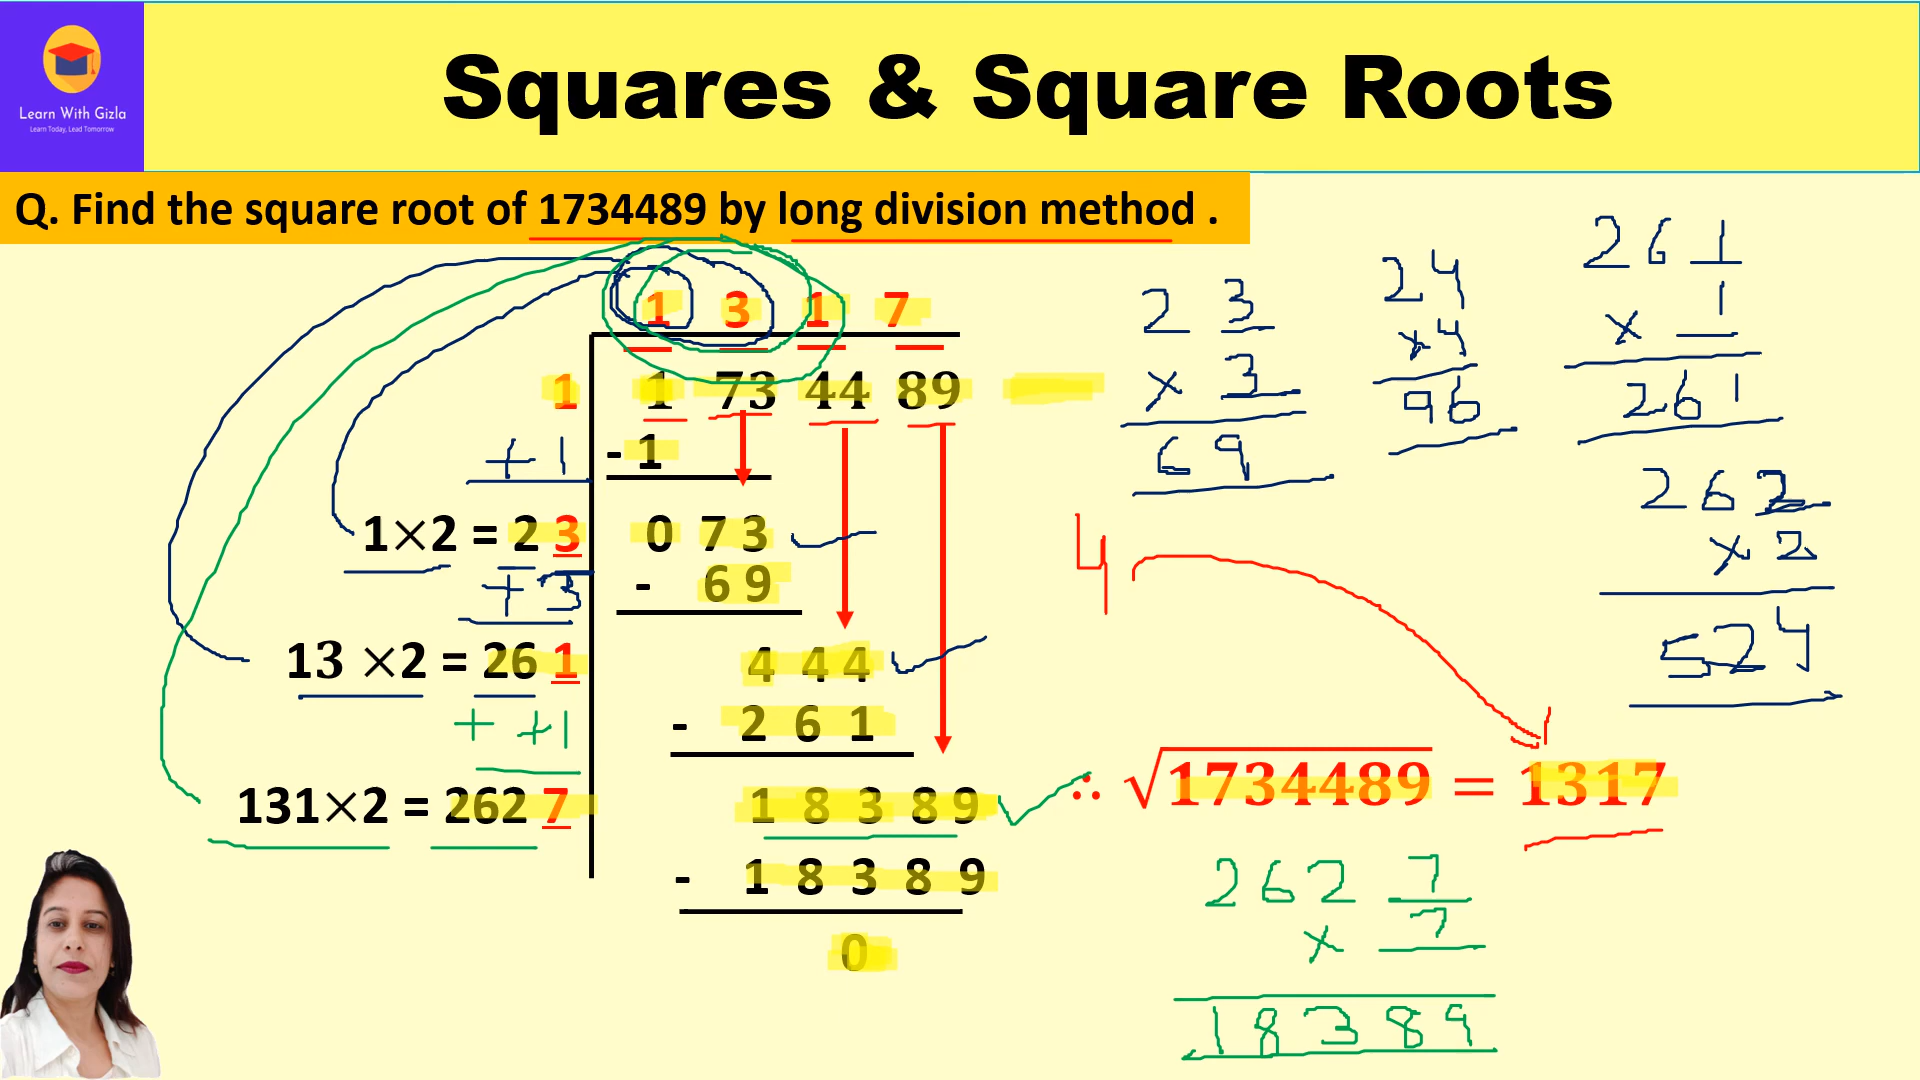 Learn With Gizla
Learn Today, Lead Tomorrow
Squares & Square Roots
Q. Find the square root of 1734489 by long division method .
1 3 1 7
1 1 73 44 89
+ 1 - 1
1×2 = 2 3 0 7 3
+ 3 - 6 9
13 ×2 = 26 1 4 4 4
+ +1 - 2 6 1
131×2 = 262 7 1 8 3 8 9
- 1 8 3 8 9
0
2 3
× 3
6 9
24
×4
96
2 6 1
× 1
2 6 1
2 6 2
× 2
5 2 4
4
∴ √1734489 = 1317
2 6 2 7
× 7
1 8 3 8 9